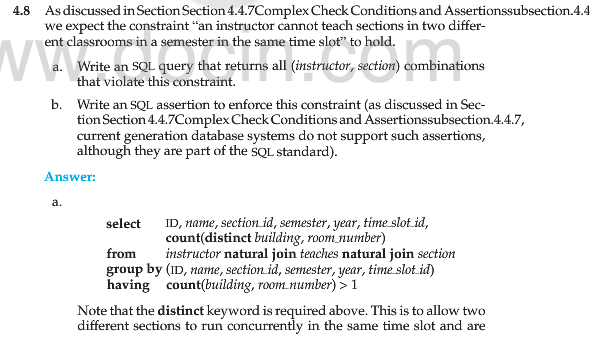 4.8 As discussed in Section Section 4.4.7Complex Check Conditions and Assertionssubsection.4.4
we expect the constraint “an instructor cannot teach sections in two differ-
ent classrooms in a semester in the same time slot” to hold.
a. Write an SQL query that returns all (instructor, section) combinations
that violate this constraint.
b. Write an SQL assertion to enforce this constraint (as discussed in Sec-
tion Section 4.4.7Complex Check Conditions and Assertionssubsection.4.4.7,
current generation database systems do not support such assertions,
although they are part of the SQL standard).
Answer:
a.
select ID, name, section_id, semester, year, time_slot_id,
count(distinct building, room_number)
from instructor natural join teaches natural join section
group by (ID, name, section_id, semester, year, time_slot_id)
having count(building, room_number) > 1
Note that the distinct keyword is required above. This is to allow two
different sections to run concurrently in the same time slot and are